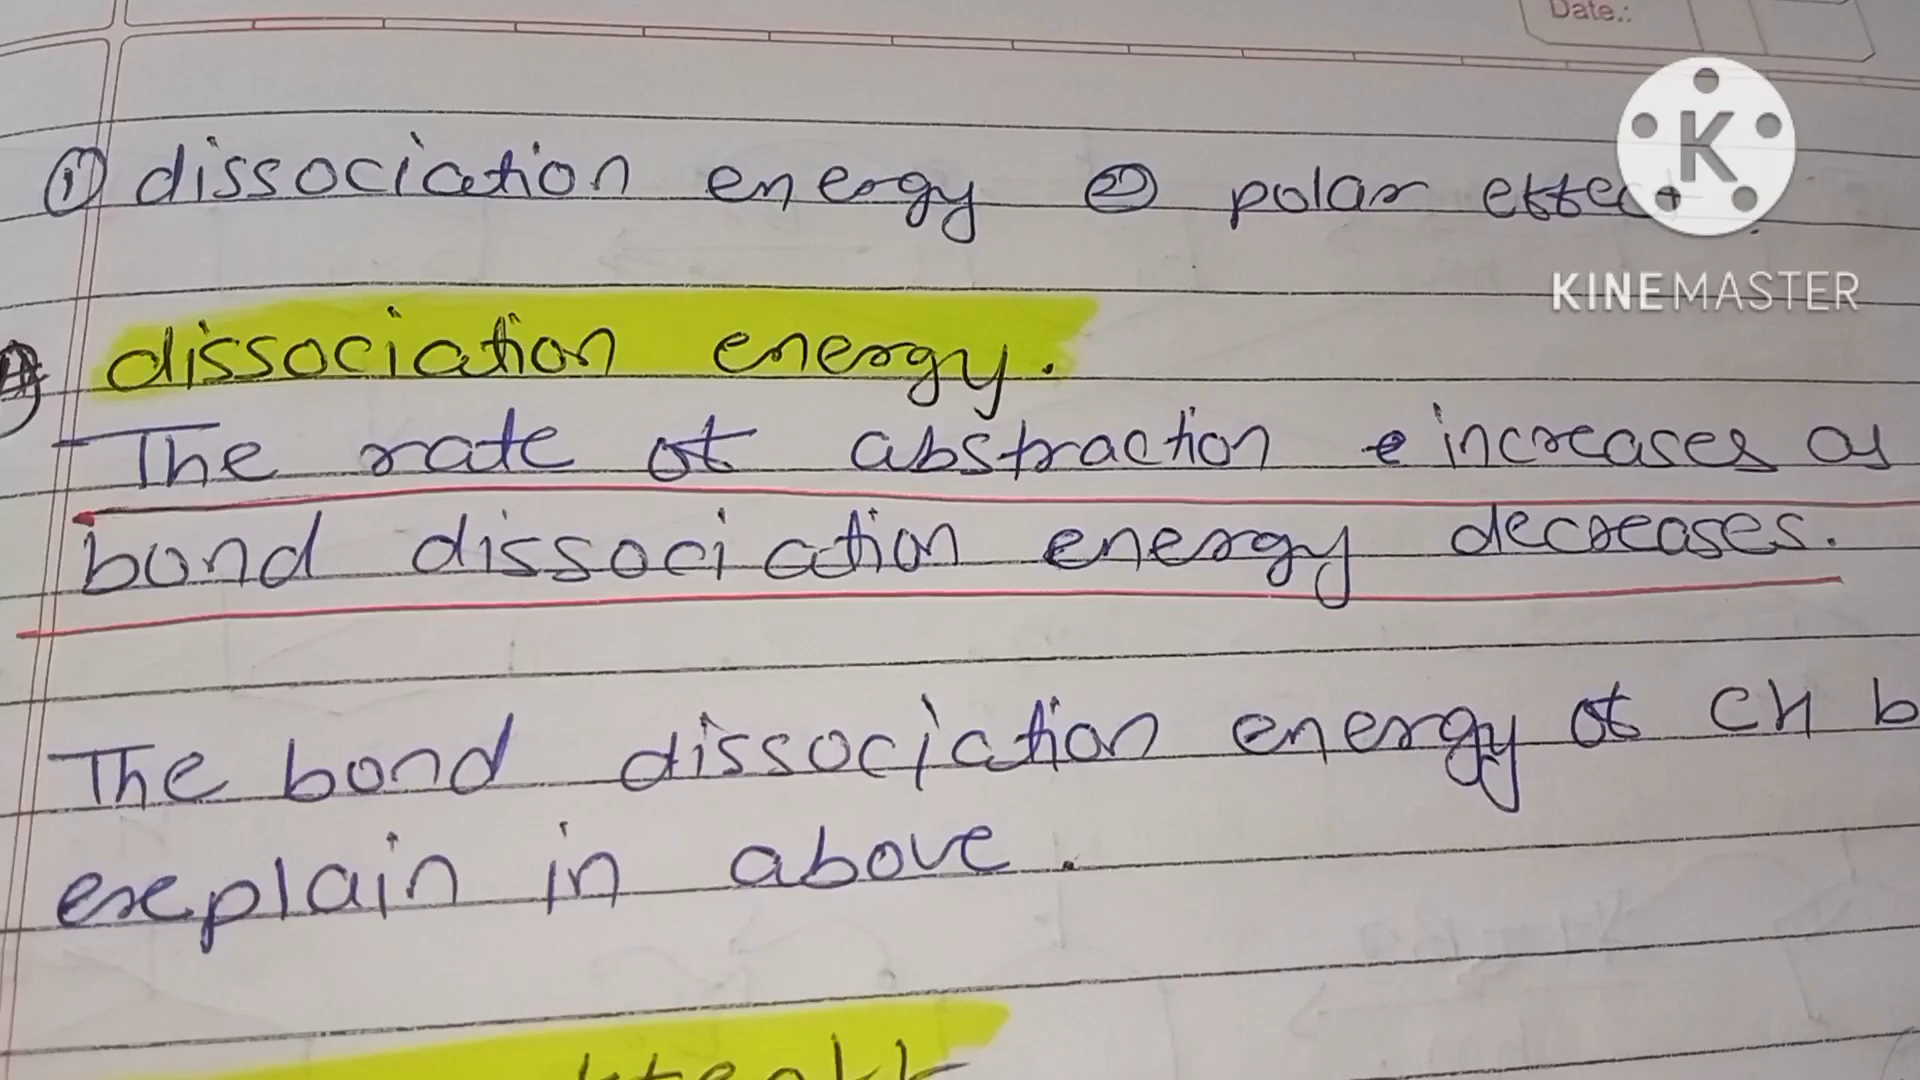 Date.:
① dissociation energy ② polar effect.
KINEMASTER
dissociation energy.
The rate of abstraction increases as
bond dissociation energy decreases.
The bond dissociation energy of CH b
explain in above.